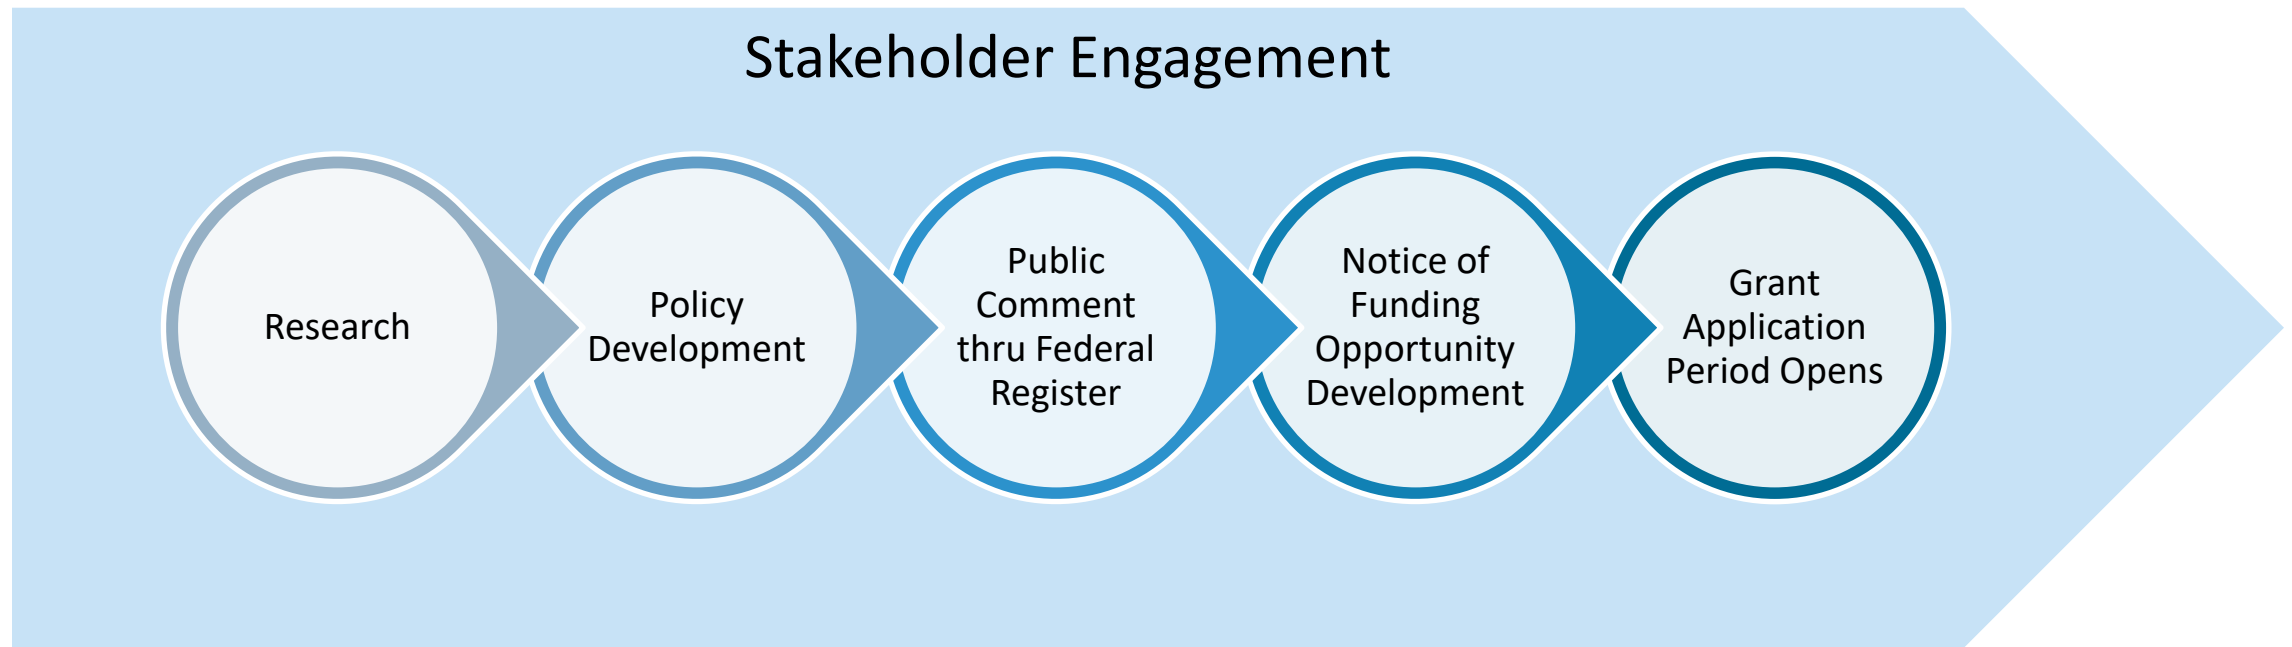 Stakeholder Engagement
Research
Policy
Development
Public
Comment
thru Federal
Register
Notice of
Funding
Opportunity
Development
Grant
Application
Period Opens